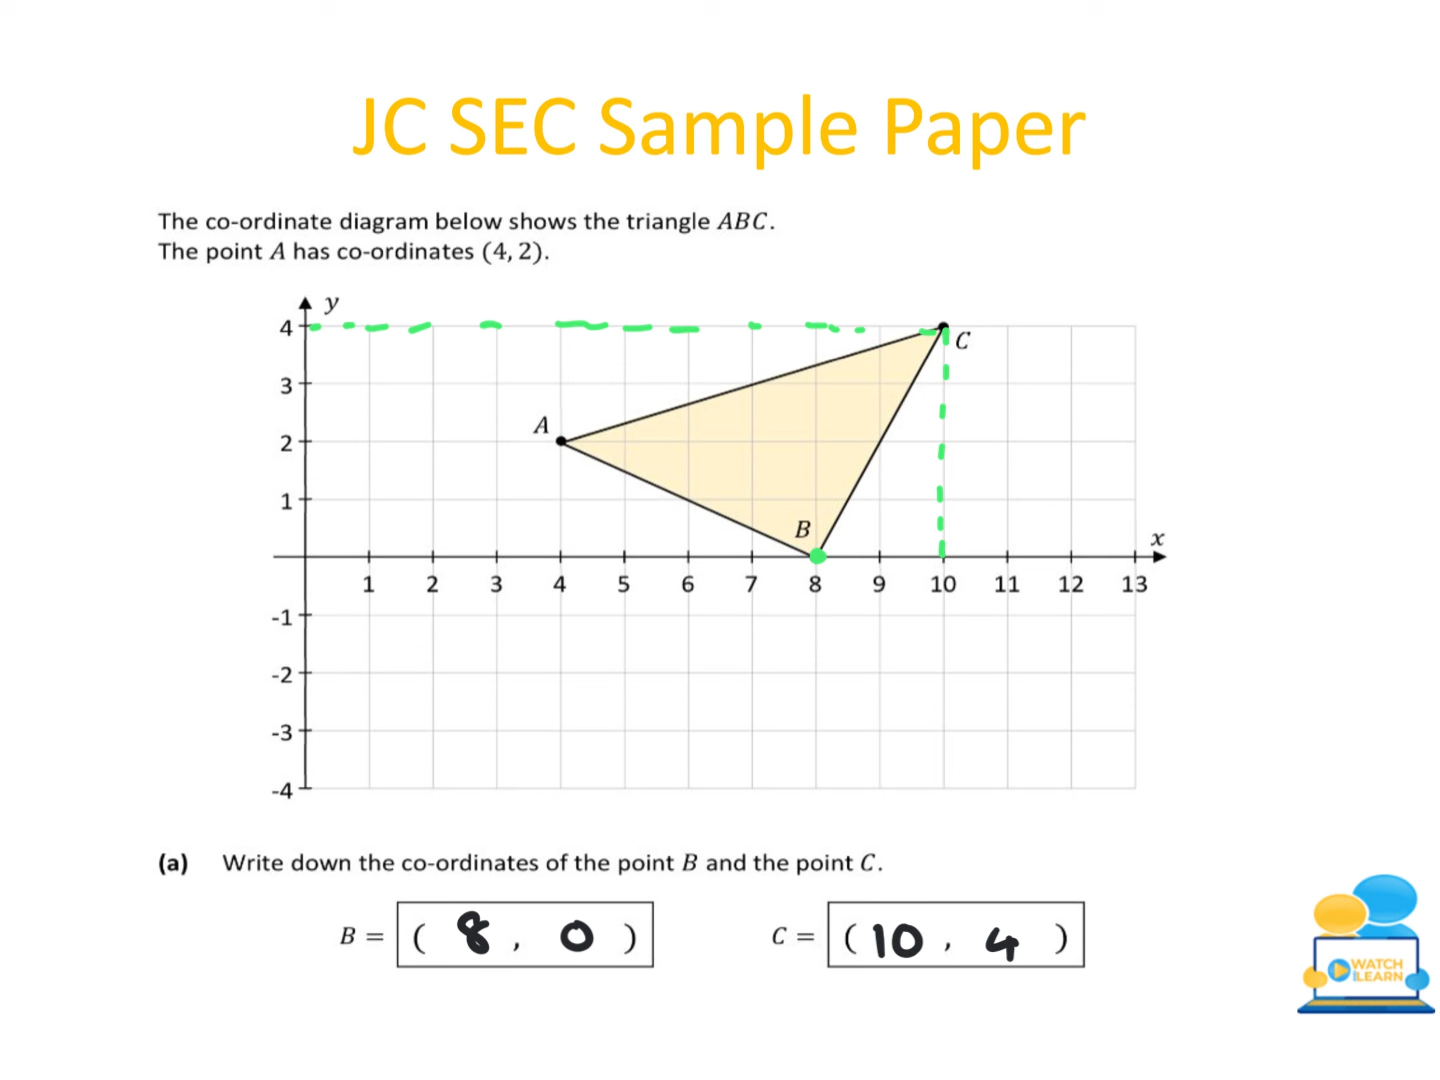 JC SEC Sample Paper
The co-ordinate diagram below shows the triangle ABC.
The point A has co-ordinates (4, 2).
y
4
C
3
A
2
1
B
x
1 2 3 4 5 6 7 8 9 10 11 12 13
-1
-2
-3
-4
(a) Write down the co-ordinates of the point B and the point C.
B = ( 8 , 0 ) C = ( 10 , 4 )
WATCH
LEARN